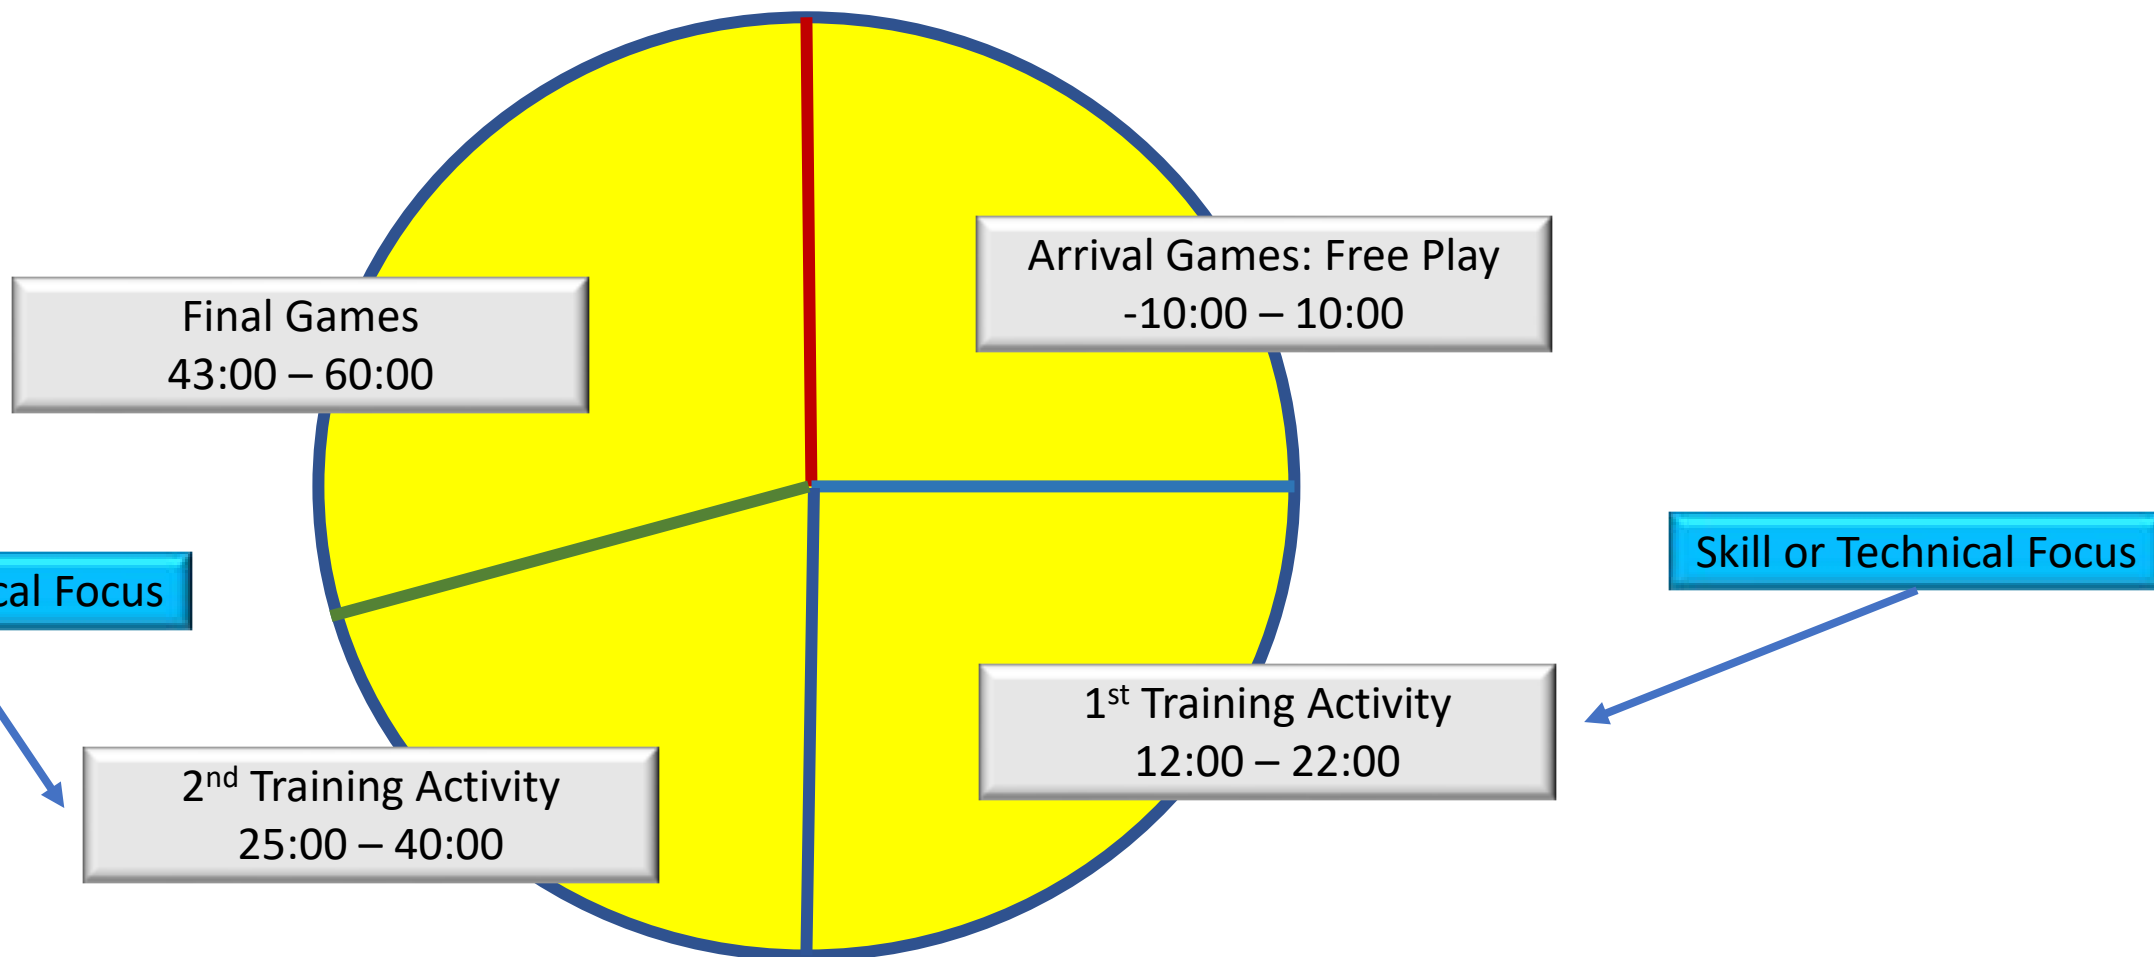 Arrival Games: Free Play
-10:00 – 10:00
Final Games
43:00 – 60:00
Skill or Technical Focus
Focus
1st Training Activity
12:00 – 22:00
2nd Training Activity
25:00 – 40:00